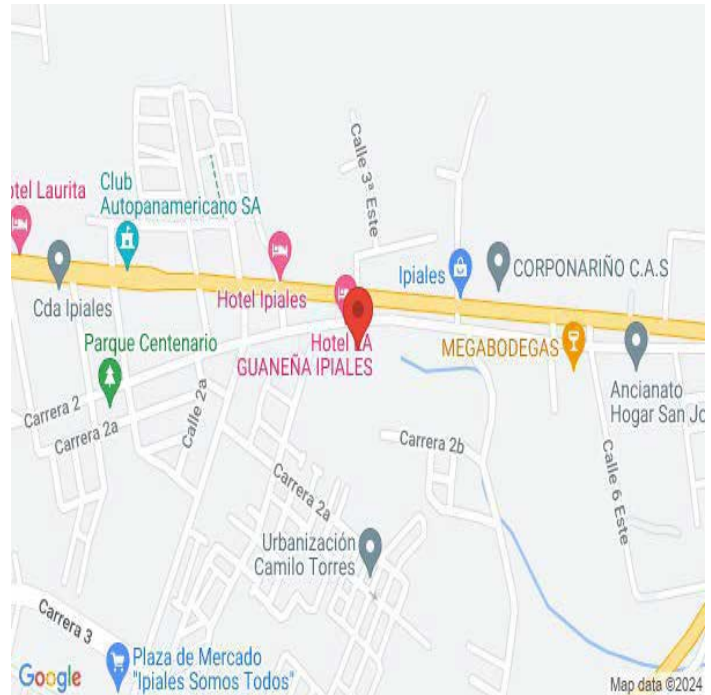 Calle 3ª Este
otel Laurita
Club
Autopanamericano SA
Ipiales
CORPONARIÑO C.A.S
Cda Ipiales
Hotel Ipiales
Parque Centenario
Hotel LA
GUANEÑA IPIALES
MEGABODEGAS
Ancianato
Hogar San Jo
Carrera 2
Carrera 2a
Calle 2a
Carrera 2b
Calle 6 Este
Carrera 2a
Urbanización
Camilo Torres
Carrera 3
Plaza de Mercado
"Ipiales Somos Todos"
Google
Map data ©2024